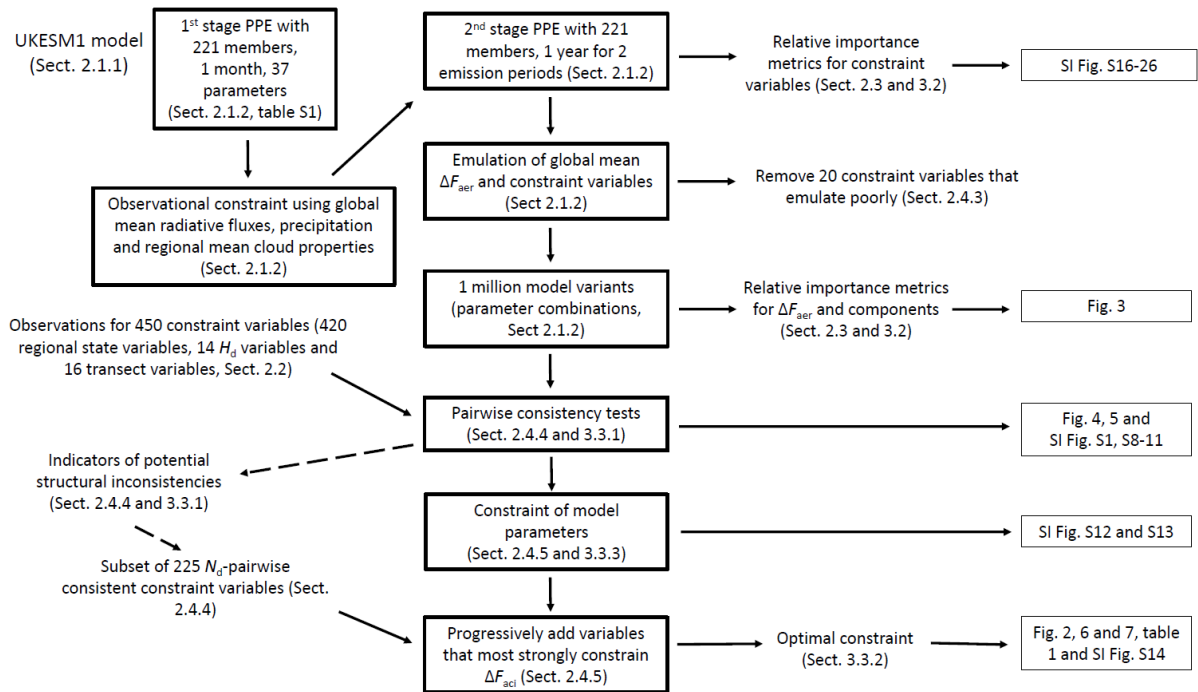 UKESM1 model
(Sect. 2.1.1)
1st stage PPE with
221 members,
1 month, 37
parameters
(Sect. 2.1.2, table S1)
2nd stage PPE with 221
members, 1 year for 2
emission periods (Sect. 2.1.2)
Relative importance
metrics for constraint
variables (Sect. 2.3 and 3.2)
SI Fig. S16-26
Observational constraint using global
mean radiative fluxes, precipitation
and regional mean cloud properties
(Sect. 2.1.2)
Emulation of global mean
ΔFaer and constraint variables
(Sect 2.1.2)
Remove 20 constraint variables that
emulate poorly (Sect. 2.4.3)
1 million model variants
(parameter combinations,
Sect 2.1.2)
Relative importance metrics
for ΔFaer and components
(Sect. 2.3 and 3.2)
Fig. 3
Observations for 450 constraint variables (420
regional state variables, 14 Hd variables and
16 transect variables, Sect. 2.2)
Pairwise consistency tests
(Sect. 2.4.4 and 3.3.1)
Fig. 4, 5 and
SI Fig. S1, S8-11
Indicators of potential
structural inconsistencies
(Sect. 2.4.4 and 3.3.1)
Constraint of model
parameters
(Sect. 2.4.5 and 3.3.3)
SI Fig. S12 and S13
Subset of 225 Nd-pairwise
consistent constraint variables (Sect.
2.4.4)
Progressively add variables
that most strongly constrain
ΔFaci (Sect. 2.4.5)
Optimal constraint
(Sect. 3.3.2)
Fig. 2, 6 and 7, table
1 and SI Fig. S14